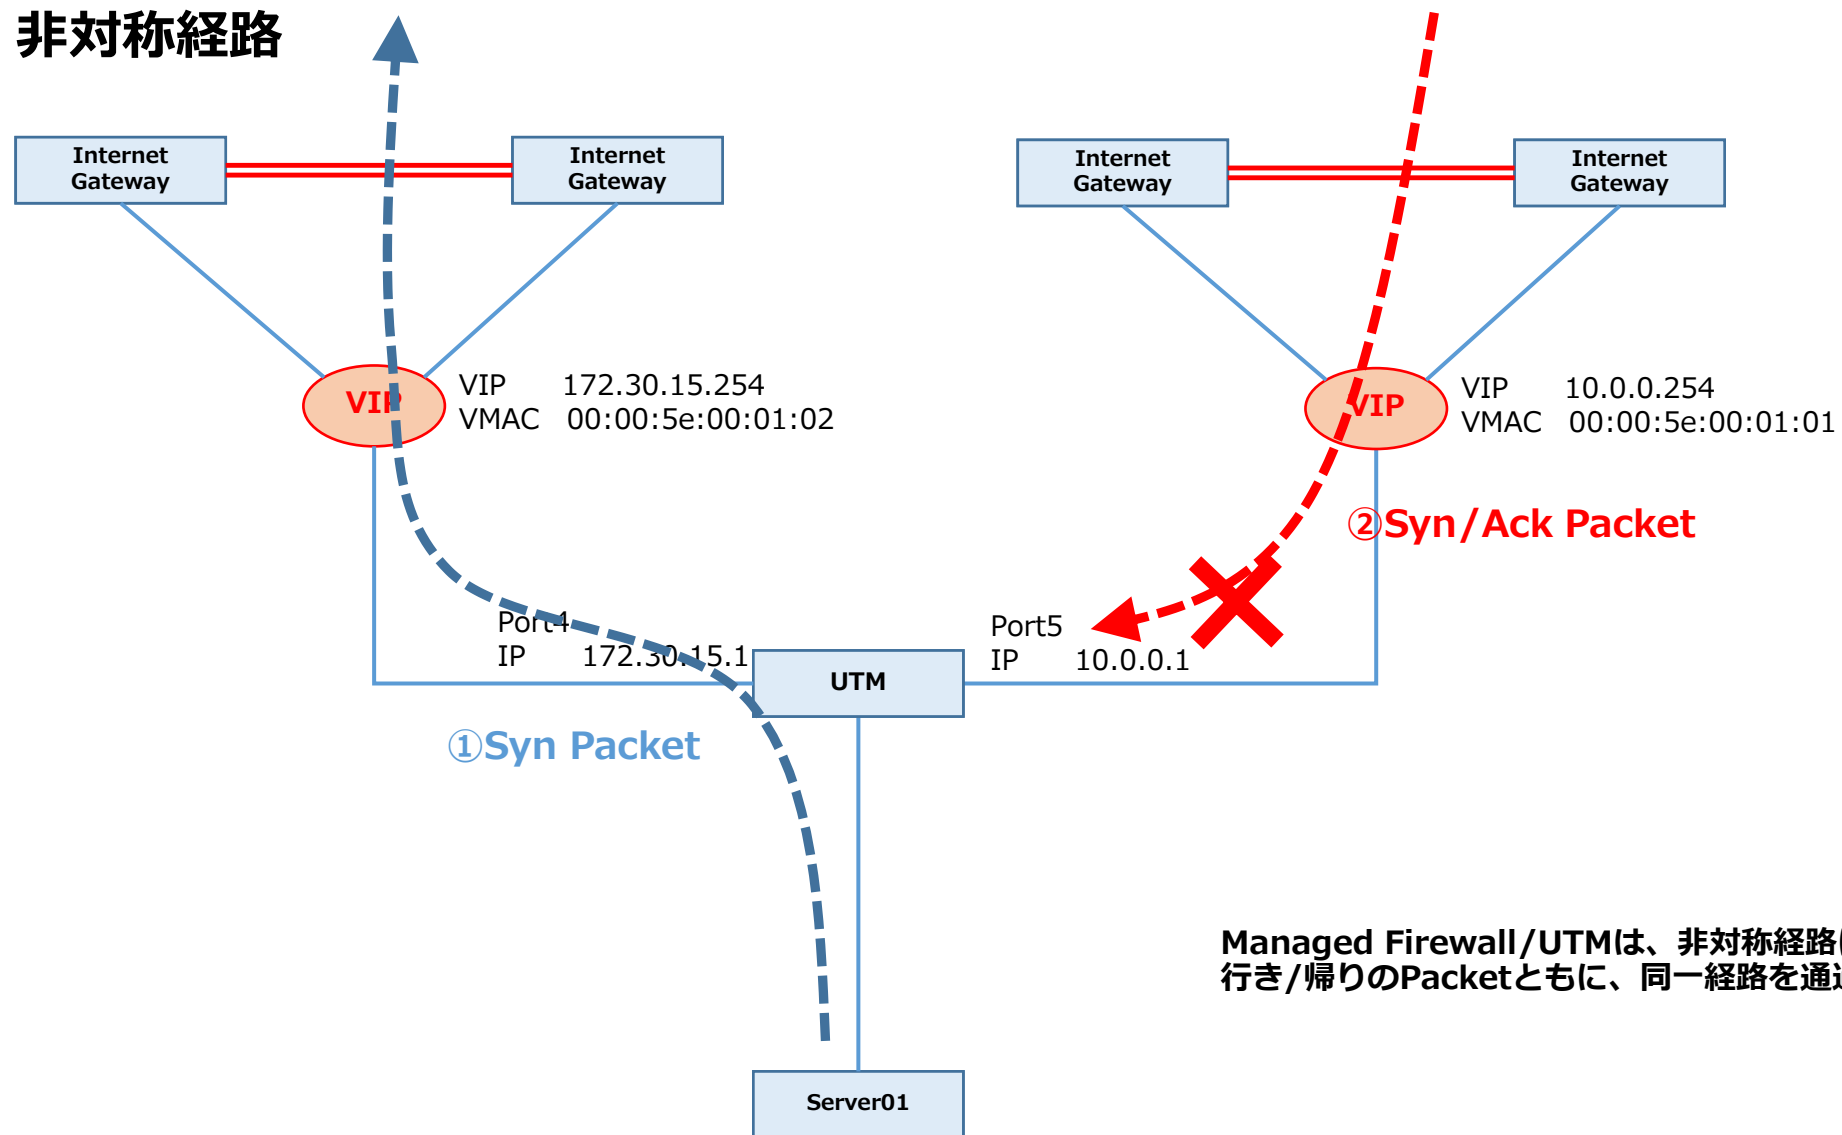 非対称経路
Internet
Gateway
Internet
Gateway
Internet
Gateway
Internet
Gateway
VIP
VIP 172.30.15.254
VMAC 00:00:5e:00:01:02
VIP
VIP 10.0.0.254
VMAC 00:00:5e:00:01:01
②Syn/Ack Packet
Port4
IP 172.30.15.1
UTM
Port5
IP 10.0.0.1
①Syn Packet
Managed Firewall/UTMは、非対称経路
行き/帰りのPacketともに、同一経路を通
Server01